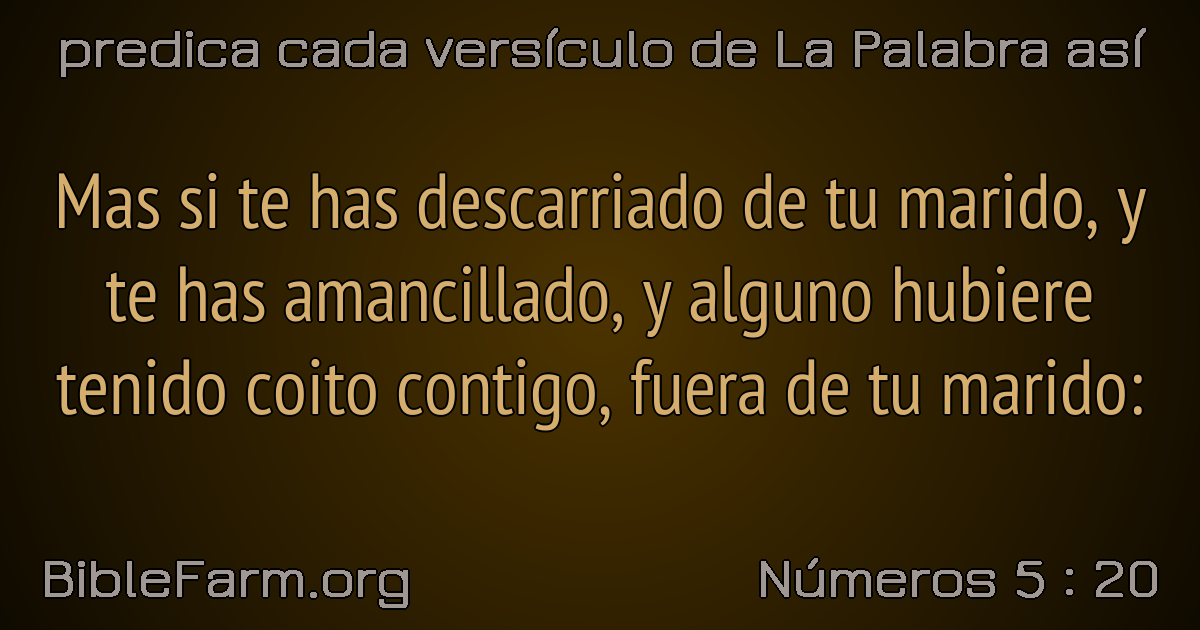 predica cada versículo de La Palabra así
Mas si te has descarriado de tu marido, y
te has amancillado, y alguno hubiere
tenido coito contigo, fuera de tu marido:
BibleFarm.org
Números 5 : 20